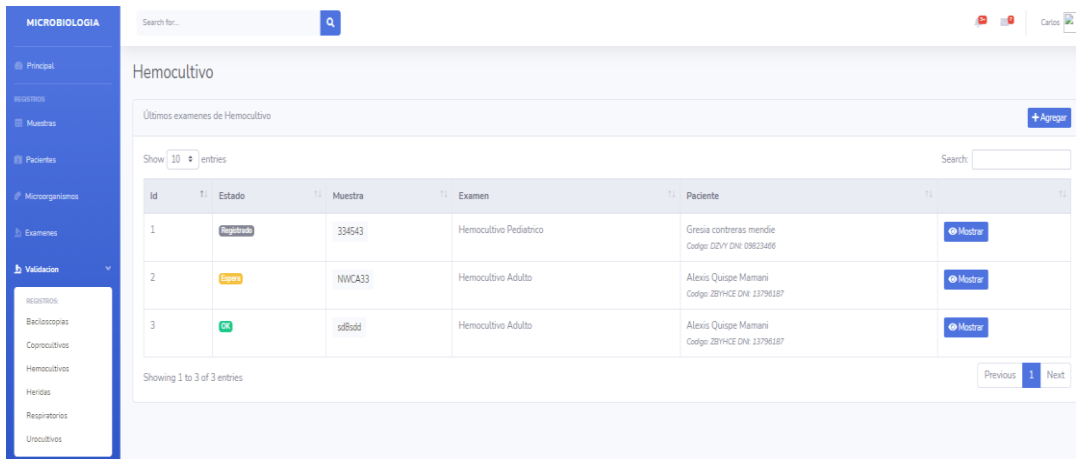 MICROBIOLOGIA
Search for...
3+
7
Carlos
Principal
REGISTROS
Muestras
Pacientes
Microorganismos
Examenes
Validacion
REGISTROS:
Baciloscopias
Coprocultivos
Hemocultivos
Heridas
Respiratorios
Urocultivos
Hemocultivo
Últimos examenes de Hemocultivo
+ Agregar
Show 10 entries
Search:
Id Estado Muestra Examen Paciente
1 Registrado 334543 Hemocultivo Pediatrico Gresia contreras mendie Mostrar
Codigo: DZVY DNI: 09823466
2 Espera NWCA33 Hemocultivo Adulto Alexis Quispe Mamani Mostrar
Codigo: ZBYHCE DNI: 13796187
3 OK sd8sdd Hemocultivo Adulto Alexis Quispe Mamani Mostrar
Codigo: ZBYHCE DNI: 13796187
Showing 1 to 3 of 3 entries
Previous 1 Next